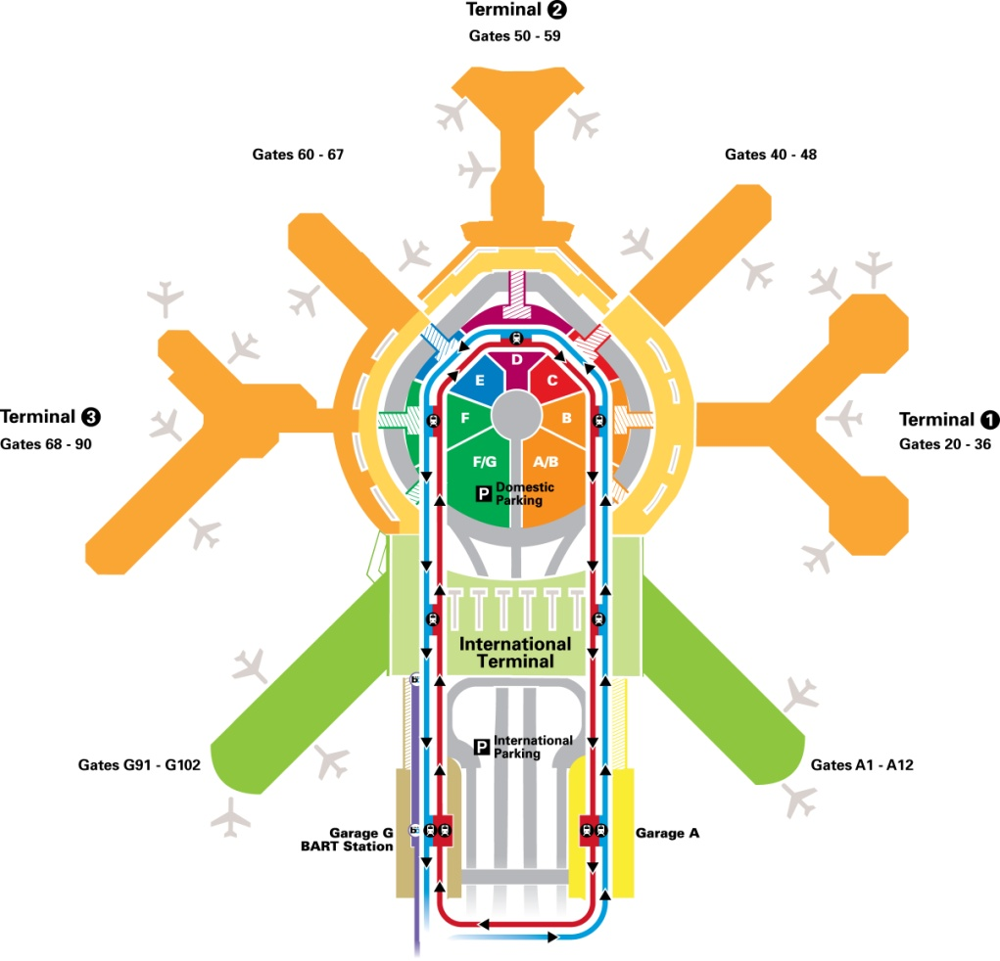 Terminal 2
Gates 50 - 59
Gates 60 - 67
Gates 40 - 48
D
E
C
F
B
Terminal 3
Gates 68 - 90
Terminal 1
Gates 20 - 36
F/G
A/B
P Domestic
Parking
International
Terminal
P International
Parking
Gates G91 - G102
Gates A1 - A12
Garage G
BART Station
Garage A